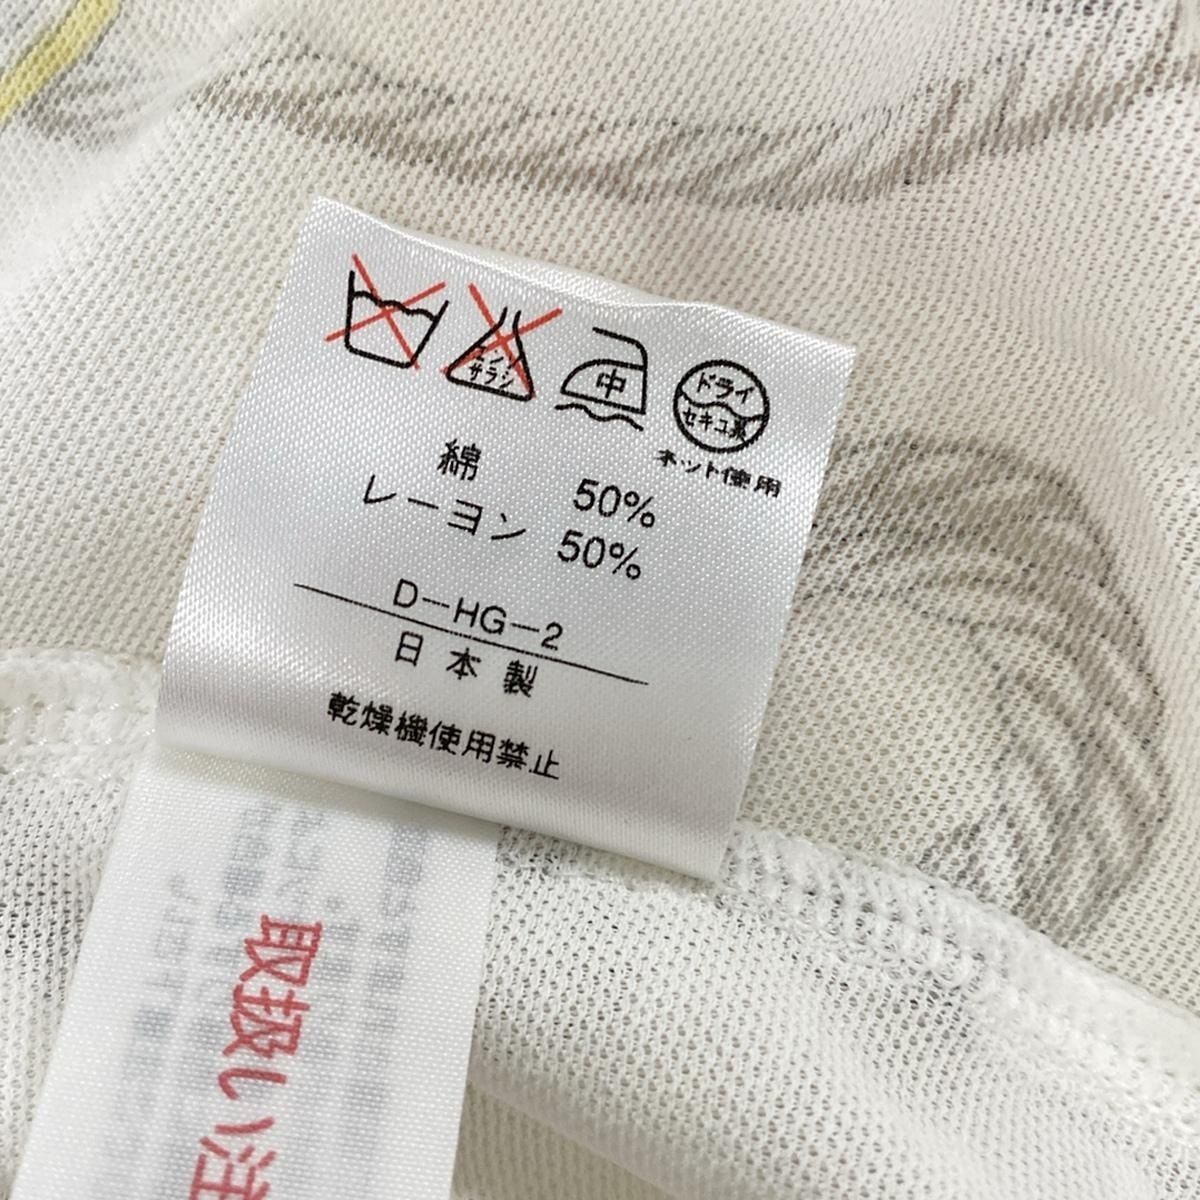 エンソ
サラシ
中
ドライ
セキユ系
ネット使用
綿 50%
レーヨン 50%
D-HG-2
日本製
乾燥機使用禁止
取扱い注